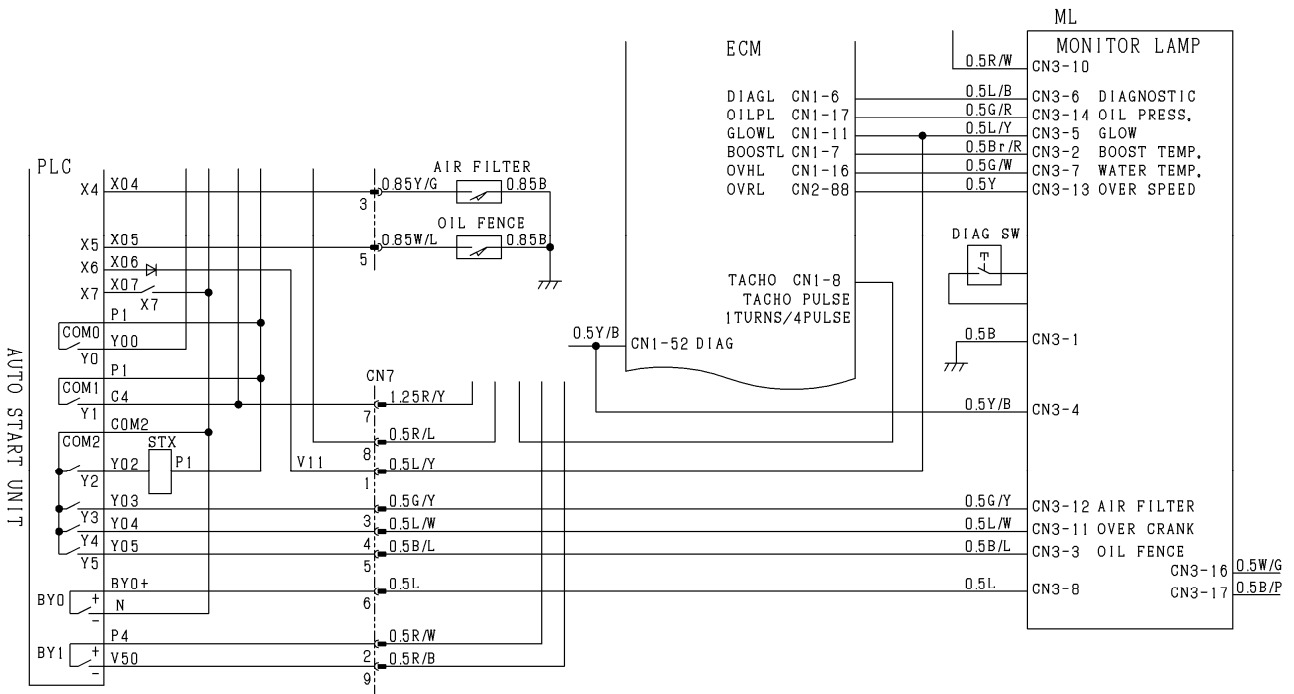 ML
MONITOR LAMP
ECM
0.5R/W CN3-10
DIAGL CN1-6 0.5L/B CN3-6 DIAGNOSTIC
OILPL CN1-17 0.5G/R CN3-14 OIL PRESS.
GLOWL CN1-11 0.5L/Y CN3-5 GLOW
BOOSTL CN1-7 0.5Br/R CN3-2 BOOST TEMP.
OVHL CN1-16 0.5G/W CN3-7 WATER TEMP.
OVRL CN2-88 0.5Y CN3-13 OVER SPEED
PLC
AIR FILTER
X4 X04 0.85Y/G 0.85B
3
OIL FENCE
DIAG SW
X5 X05 0.85W/L 0.85B
5
X6 X06
X7 X07
X7
TACHO CN1-8
TACHO PULSE
1TURNS/4PULSE
P1
COM0 Y00
Y0
0.5Y/B CN1-52 DIAG
0.5B CN3-1
P1
COM1 C4
Y1
CN7
1.25R/Y
7
0.5Y/B CN3-4
COM2
COM2
STX
0.5R/L
8
Y02 P1 V11 0.5L/Y
Y2
1
Y03 0.5G/Y 0.5G/Y CN3-12 AIR FILTER
Y3 3
Y04 0.5L/W 0.5L/W CN3-11 OVER CRANK
Y4 4
Y05 0.5B/L 0.5B/L CN3-3 OIL FENCE
Y5 5
CN3-16 0.5W/G
CN3-17 0.5B/P
BY0+ 0.5L 0.5L CN3-8
BY0 + N 6
-
P4 0.5R/W
2
BY1 + V50 0.5R/B
- 9
AUTO START UNIT